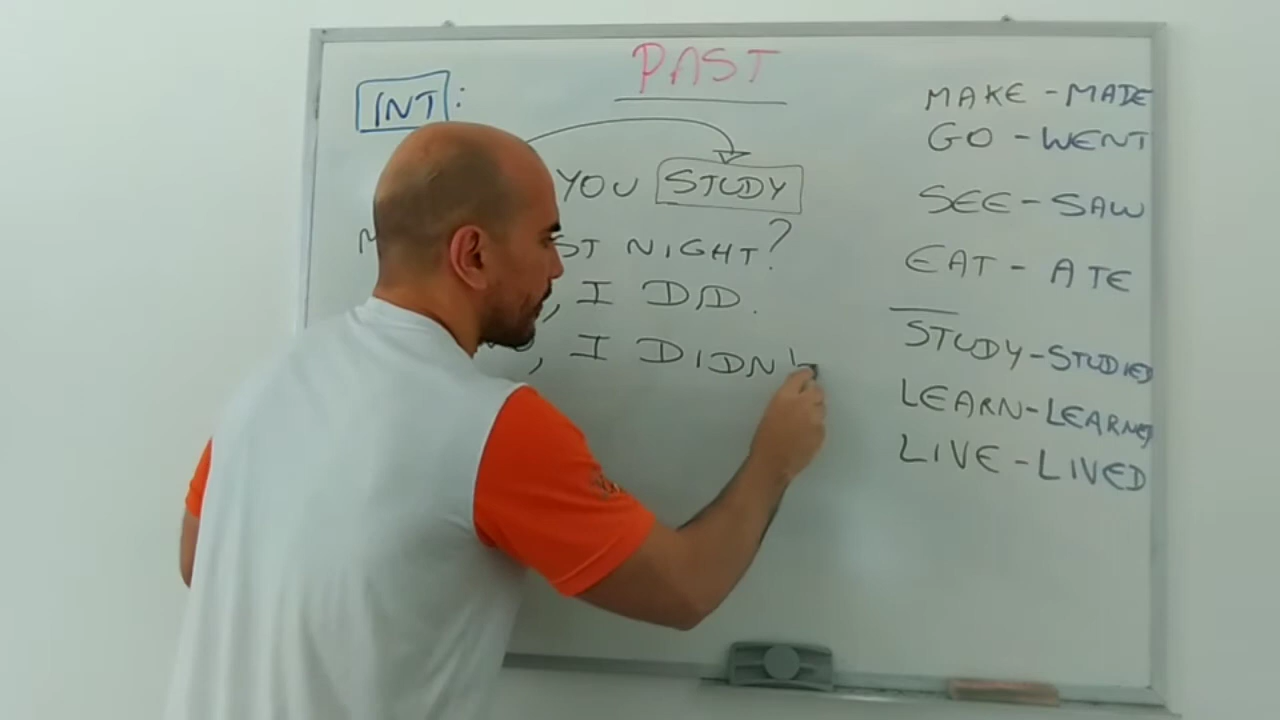 PAST
INT:
YOU STUDY
NIGHT?
, I DID.
, I DIDN'
MAKE - MADE
GO - WENT
SEE - SAW
EAT - ATE
STUDY - STUDIED
LEARN - LEARNED
LIVE - LIVED